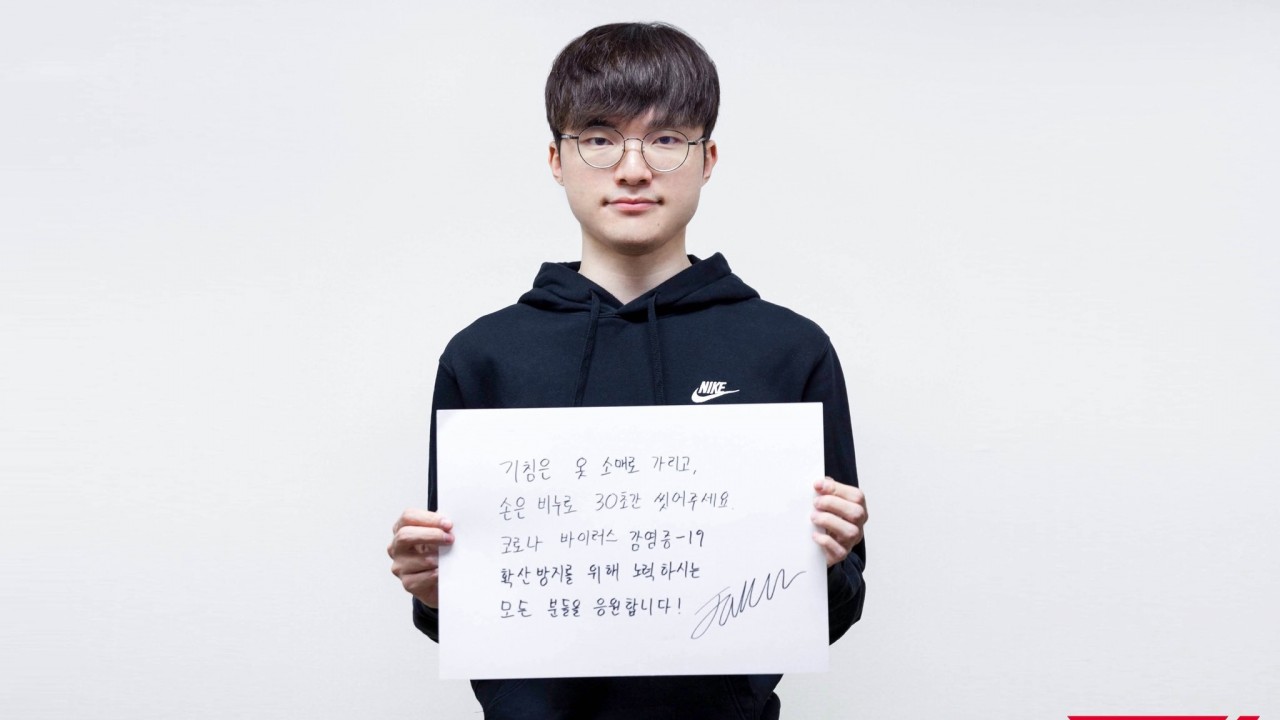 NIKE
기침은 옷 소매로 가리고,
손은 비누로 30초간 씻어주세요.
코로나 바이러스 감염증-19
확산방지를 위해 노력하시는
모든 분들을 응원합니다!
Faker